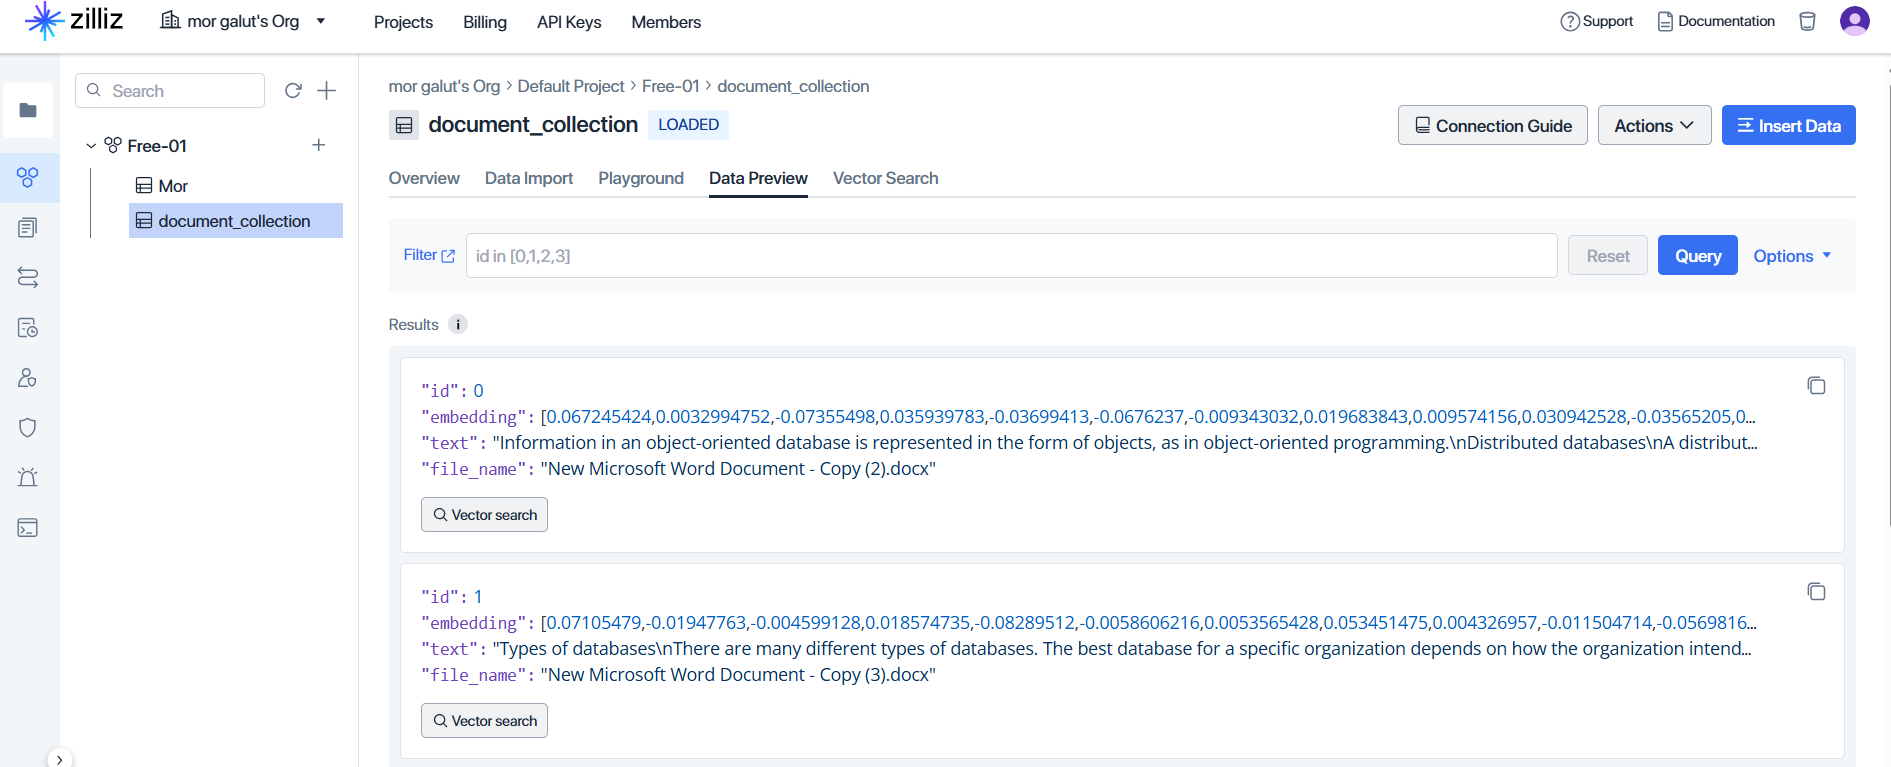 zilliz
mor galut's Org
Projects
Billing
API Keys
Members
Support
Documentation
Search
Free-01
Mor
document_collection
mor galut's Org > Default Project > Free-01 > document_collection
document_collection
LOADED
Connection Guide
Actions
Insert Data
Overview
Data Import
Playground
Data Preview
Vector Search
Filter
id in [0,1,2,3]
Reset
Query
Options
Results i
"id": 0
"embedding": [0.067245424,0.0032994752,-0.07355498,0.035939783,-0.03699413,-0.0676237,-0.009343032,0.019683843,0.009574156,0.030942528,-0.03565205,0...
"text": "Information in an object-oriented database is represented in the form of objects, as in object-oriented programming.\nDistributed databases\nA distribut...
"file_name": "New Microsoft Word Document - Copy (2).docx"
Vector search
"id": 1
"embedding": [0.07105479,-0.01947763,-0.004599128,0.018574735,-0.08289512,-0.0058606216,0.0053565428,0.053451475,0.004326957,-0.011504714,-0.0569816...
"text": "Types of databases\nThere are many different types of databases. The best database for a specific organization depends on how the organization intend...
"file_name": "New Microsoft Word Document - Copy (3).docx"
Vector search